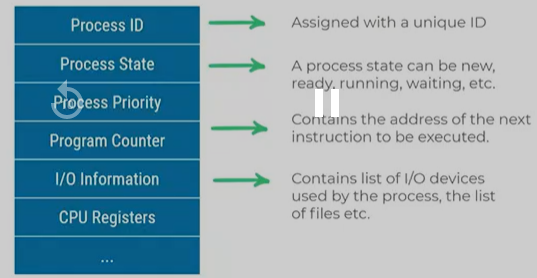 Process ID
Assigned with a unique ID
Process State
A process state can be new,
ready, running, waiting, etc.
Process Priority
Program Counter
Contains the address of the next
instruction to be executed.
I/O Information
Contains list of I/O devices
used by the process, the list
of files etc.
CPU Registers
...